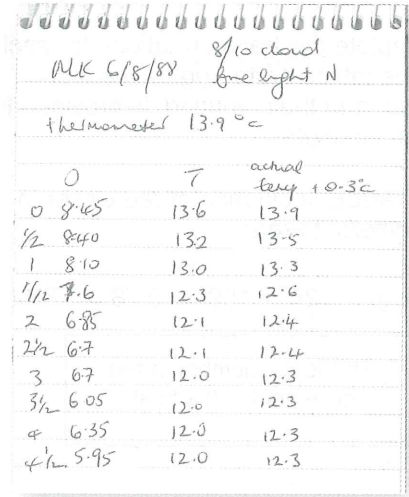 8/10 cloud
MLK 6/8/88 fine light N
thermometer 13.9 °c
O T actual temp + 0.3°c
0 8.45 13.6 13.9
1/2 8.40 13.2 13.5
1 8.10 13.0 13.3
1 1/2 7.6 12.3 12.6
2 6.85 12.1 12.4
2 1/2 6.7 12.1 12.4
3 6.7 12.0 12.3
3 1/2 6.05 12.0 12.3
4 6.35 12.0 12.3
4 1/2 5.95 12.0 12.3